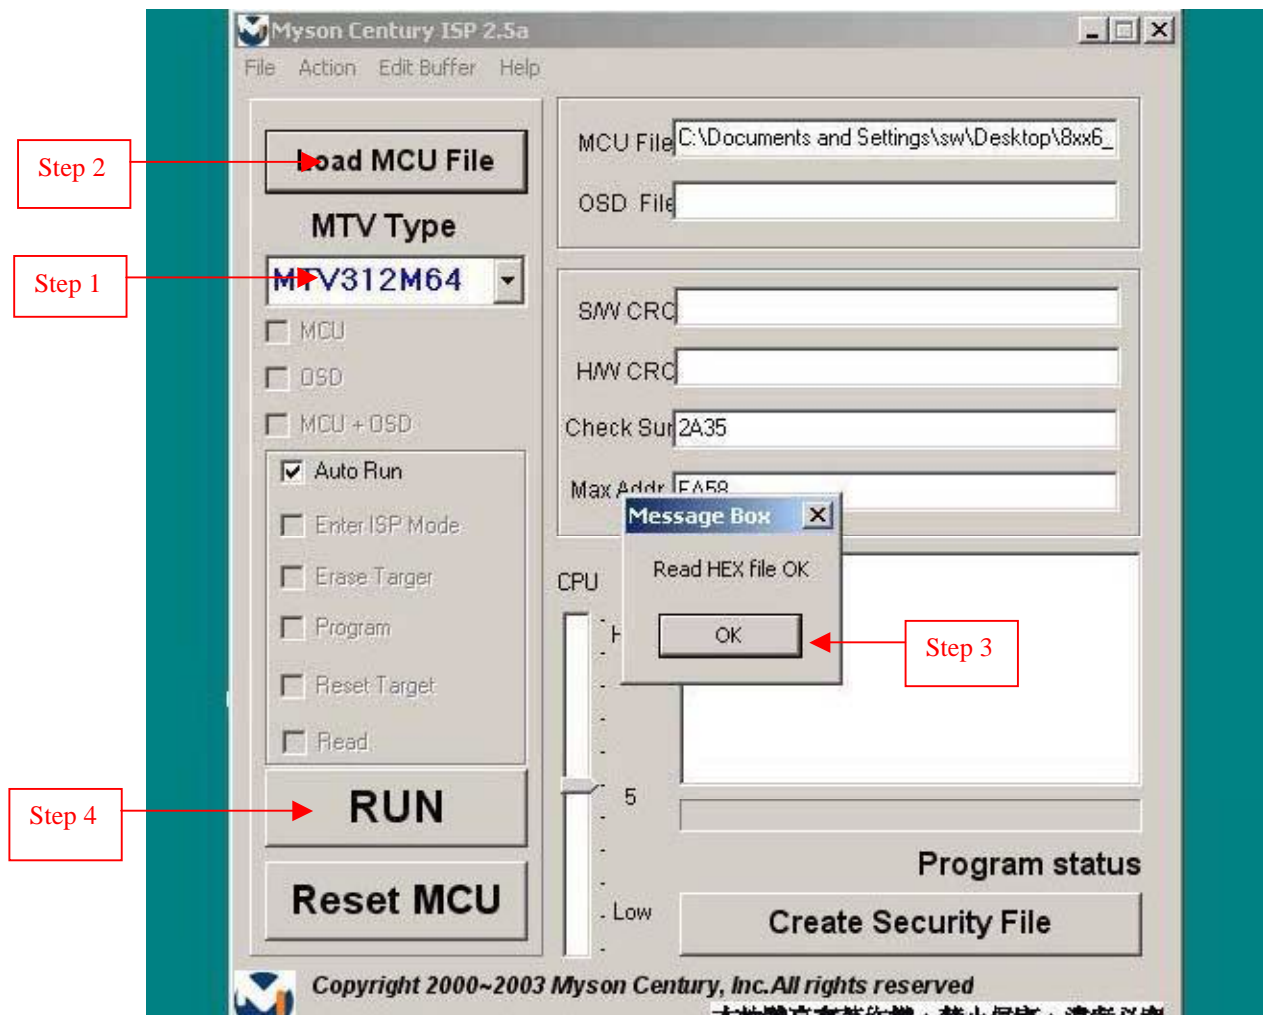 Myson Century ISP 2.5a
File Action Edit Buffer Help
Step 2
Load MCU File
MCU File C:\Documents and Settings\sw\Desktop\8xx6_
OSD File
MTV Type
Step 1
MTV312M64
S/W CRC
MCU
H/W CRC
OSD
MCU + OSD
Check Sur 2A35
Auto Run
Max Addr EA58
Message Box
Enter ISP Mode
Read HEX file OK
Erase Targer
CPU
Program
OK
Step 3
Reset Target
Read
Step 4
RUN
5
Program status
Reset MCU
Low
Create Security File
Copyright 2000~2003 Myson Century, Inc.All rights reserved